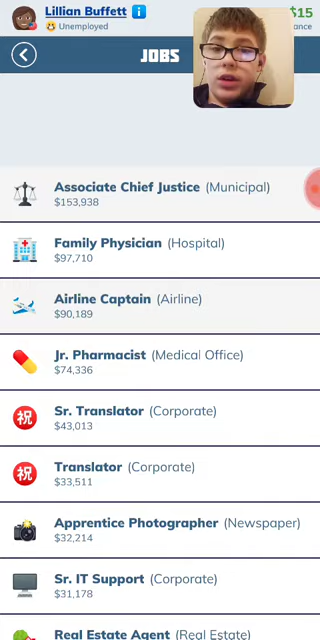 Lillian Buffett i
Unemployed
$15
ance
JOBS
Associate Chief Justice (Municipal)
$153,938
Family Physician (Hospital)
$97,710
Airline Captain (Airline)
$90,189
Jr. Pharmacist (Medical Office)
$74,336
祝 Sr. Translator (Corporate)
$43,013
祝 Translator (Corporate)
$33,511
Apprentice Photographer (Newspaper)
$32,214
Sr. IT Support (Corporate)
$31,178
Real Estate Agent (Real Estate)